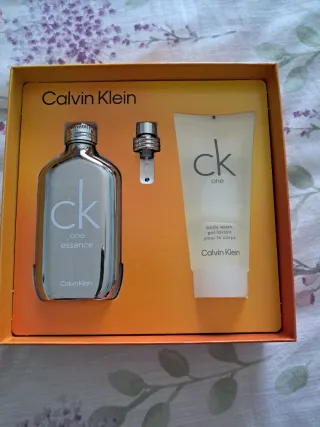 Calvin Klein
ck
one
essence
Calvin Klein
ck
one
body wash
gel lavant
pour le corps
Calvin Klein